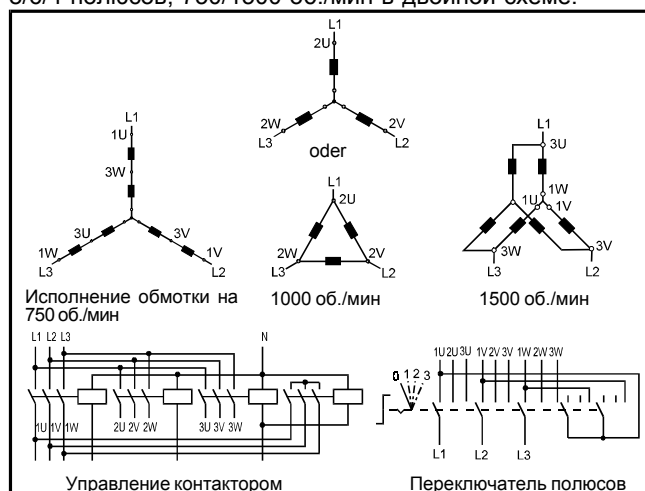 8/6/4 полюсов, 750/1500 об./мин в двойной схеме.
L1
2U
2W
2V
L3
L2
oder
L1
1U
3W
3U
3V
1W
1V
L3
L2
Исполнение обмотки на
750 об./мин
L1
2U
2W
2V
L3
L2
1000 об./мин
L1
3U
1W
1U
1V
3W
3V
L3
L2
1500 об./мин
L1 L2 L3
N
1U 1V 1W
2U 2V 2W
3U 3V 3W
Управление контактором
1U 2U 3U 1V 2V 3V 1W 2W 3W
0 1 2 3
L1
L2
L3
Переключатель полюсов